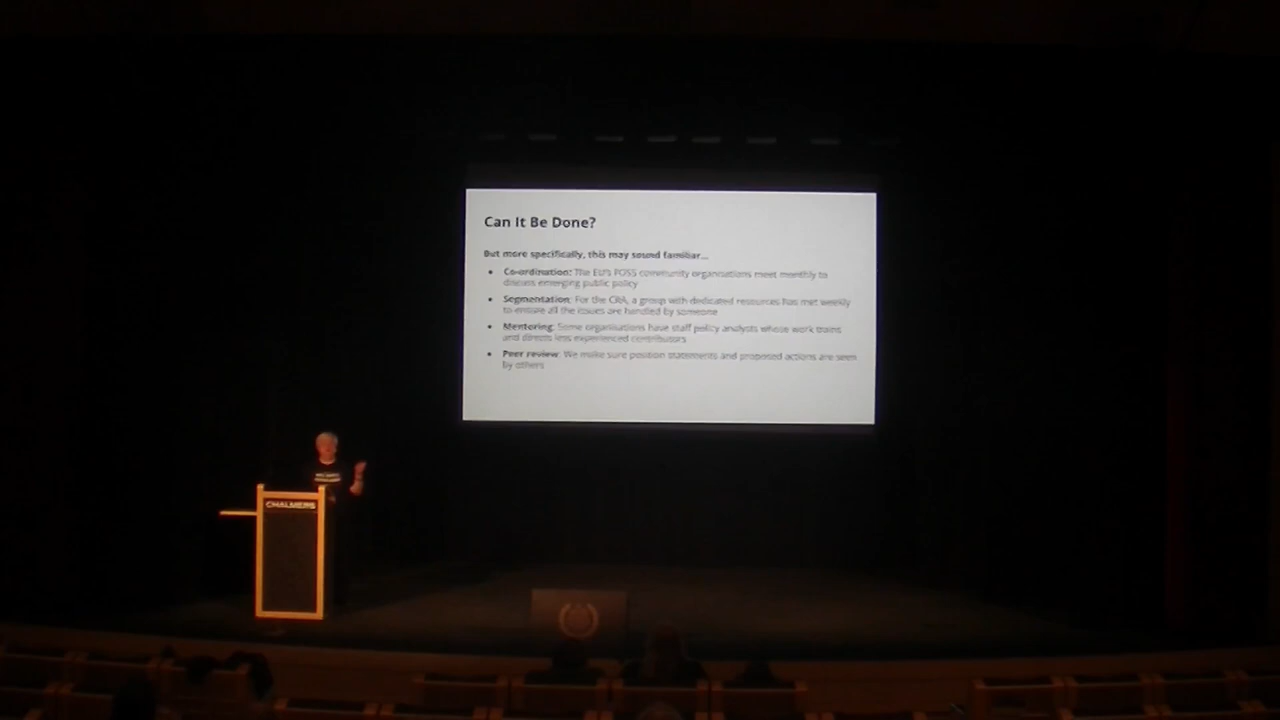 Can It Be Done?
But more specifically, this may sound familiar...
Co-ordination: The EU's FOSS community organisations meet monthly to
discuss emerging public policy
Segmentation: For the CRA, a group with dedicated resources has met weekly
to ensure all the issues are handled by someone
Mentoring: Some organisations have staff policy analysts whose work trains
and directs less experienced contributors
Peer review: We make sure position statements and proposed actions are seen
by others
CHALMERS